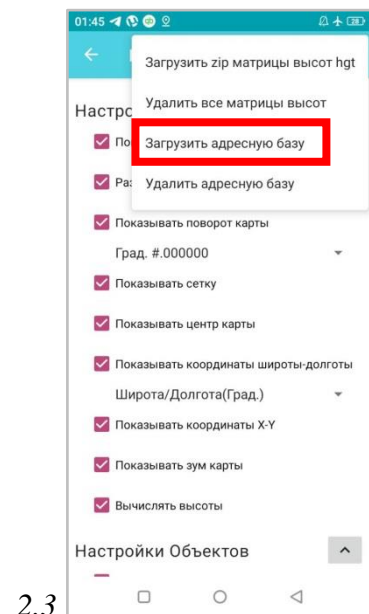 01:45
28
Загрузить zip матрицы высот hgt
Удалить все матрицы высот
Настро
По
Загрузить адресную базу
Раз
Удалить адресную базу
Показывать поворот карты
Град. #.000000
Показывать сетку
Показывать центр карты
Показывать координаты широты-долготы
Широта/Долгота(Град.)
Показывать координаты X-Y
Показывать зум карты
Вычислять высоты
Настройки Объектов
2.3